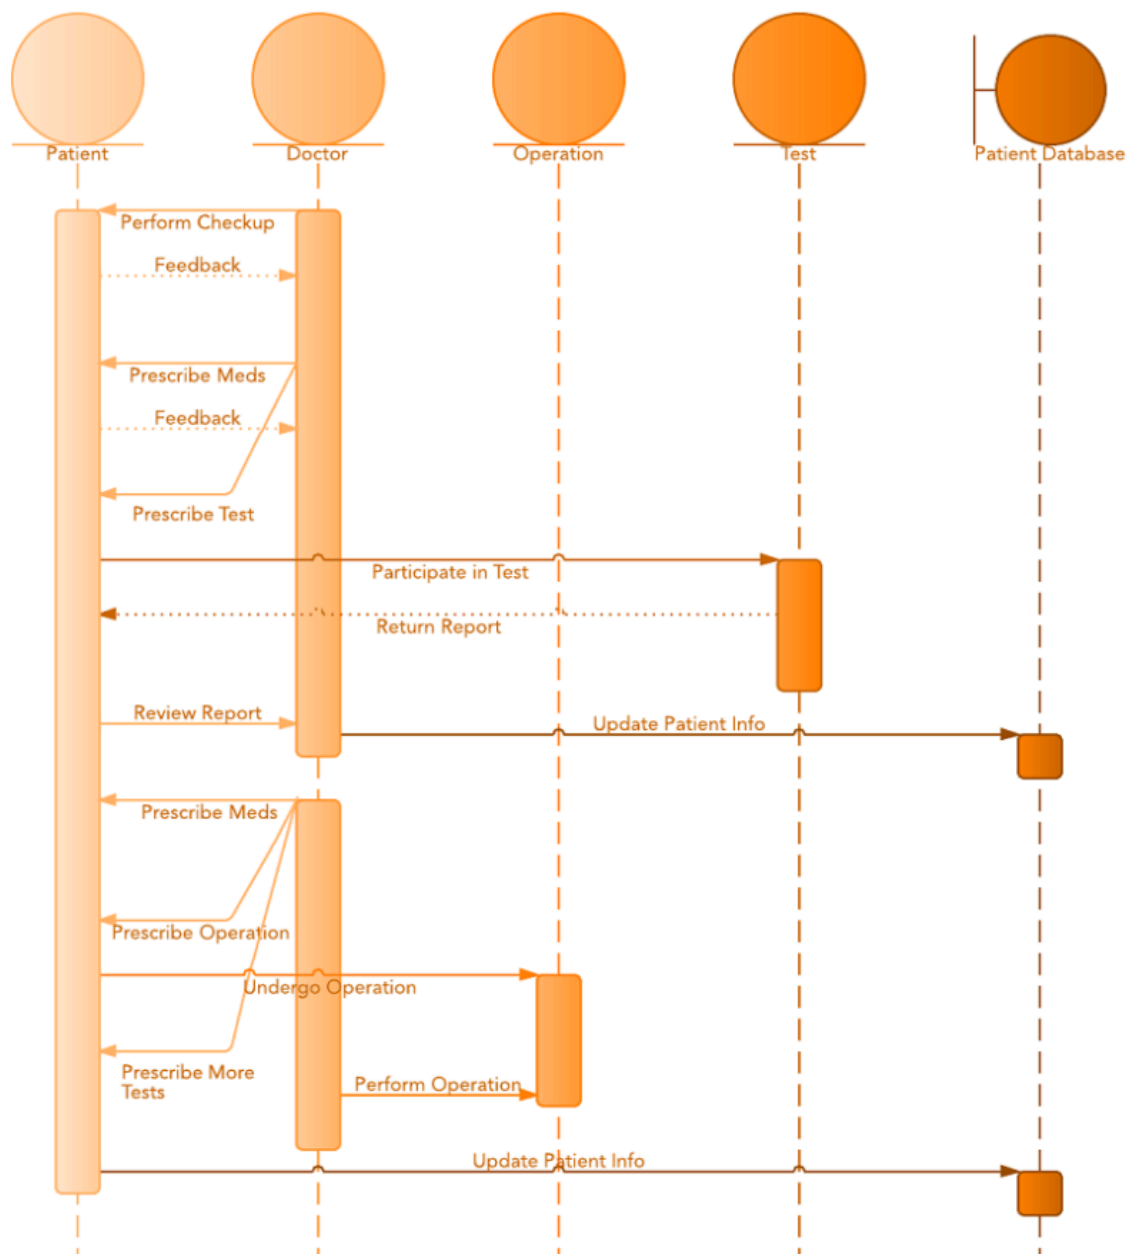 Patient
Doctor
Operation
Test
Patient Database
Perform Checkup
Feedback
Prescribe Meds
Feedback
Prescribe Test
Participate in Test
Return Report
Review Report
Update Patient Info
Prescribe Meds
Prescribe Operation
Undergo Operation
Prescribe More
Tests
Perform Operation
Update Patient Info